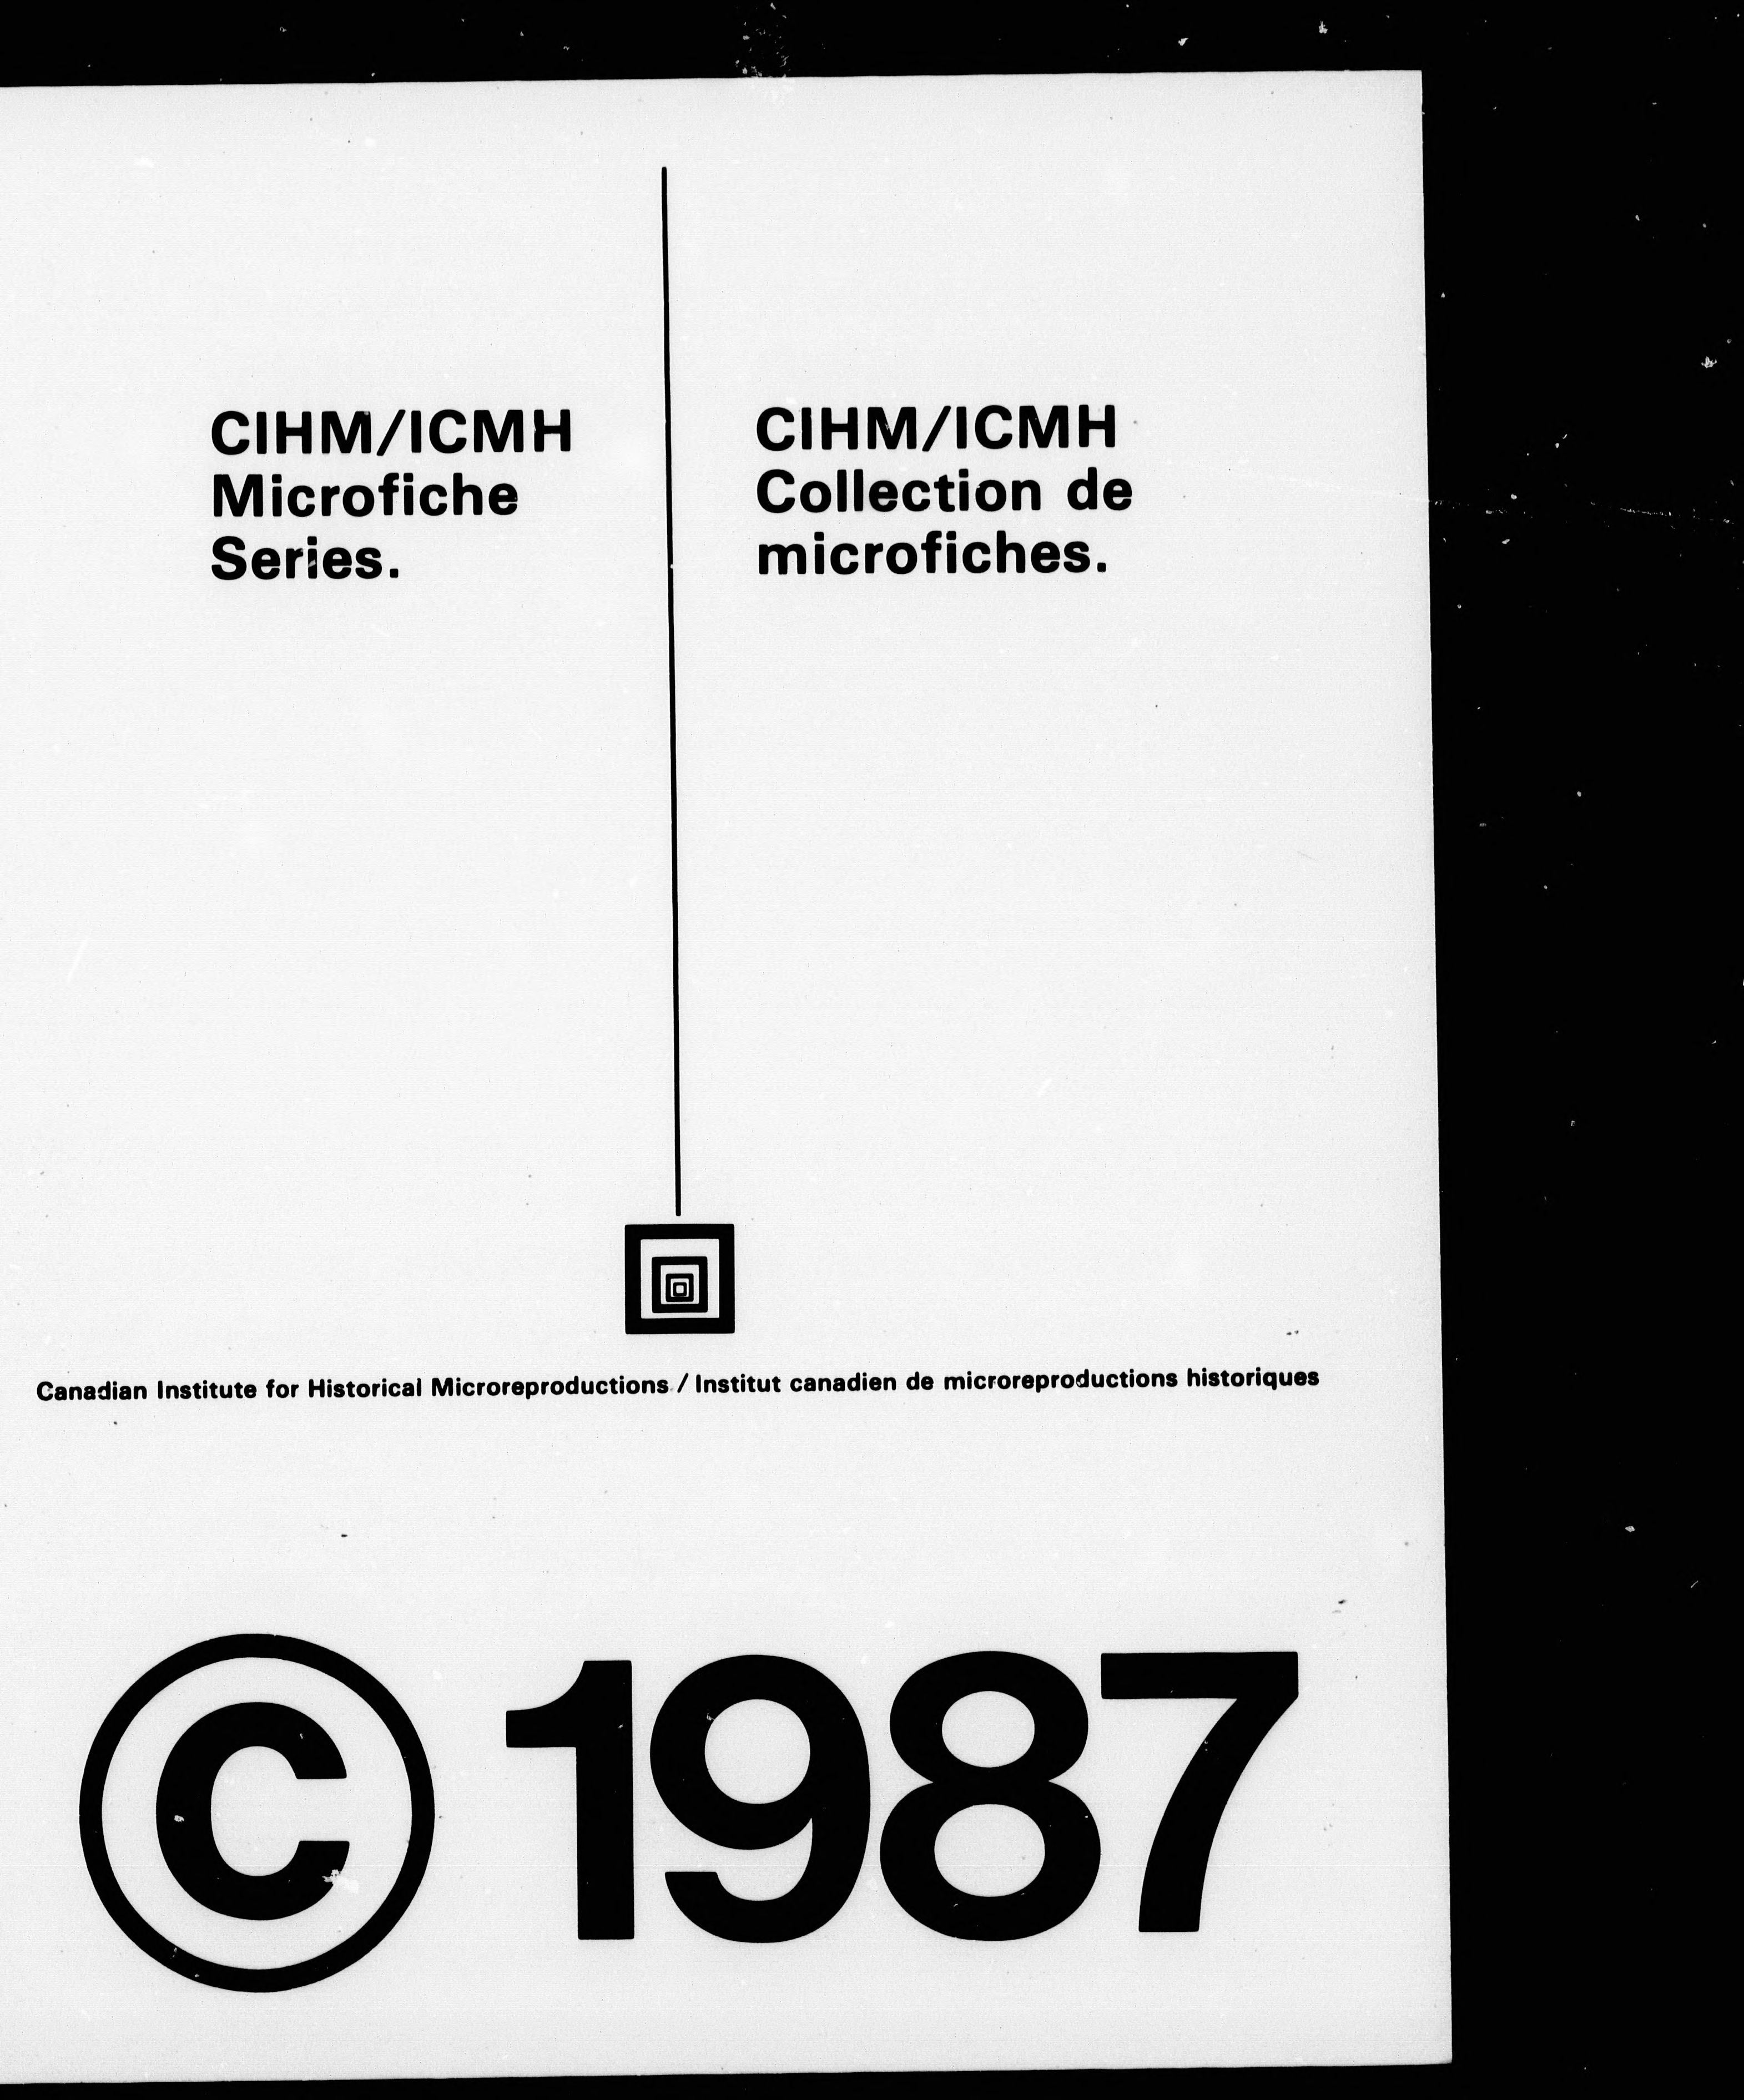 CIHM/ICMH
Microfiche
Series.
CIHM/ICMH
Collection de
microfiches.
Canadian Institute for Historical Microreproductions / Institut canadien de microreproductions historiques
© 1987